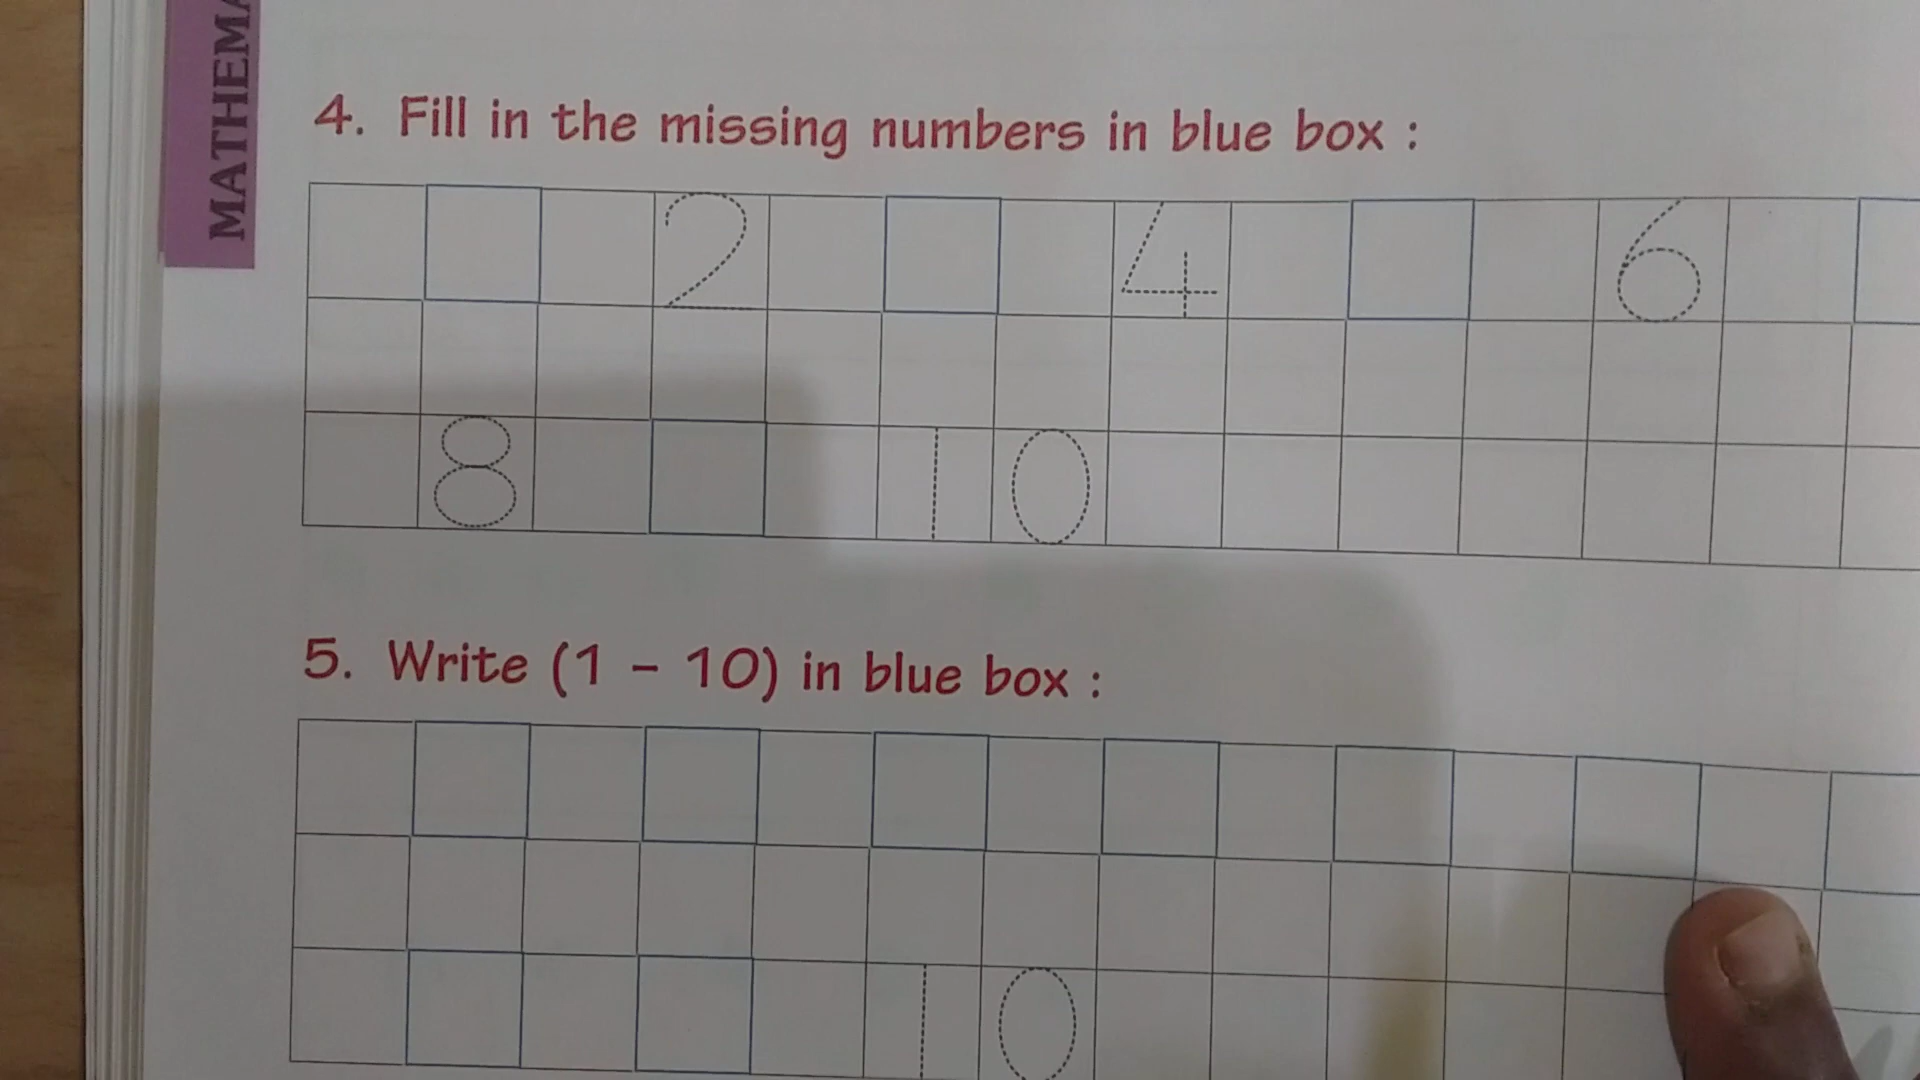 MATHEMA
4. Fill in the missing numbers in blue box :
2 4 6
8 10
5. Write (1 - 10) in blue box :
10